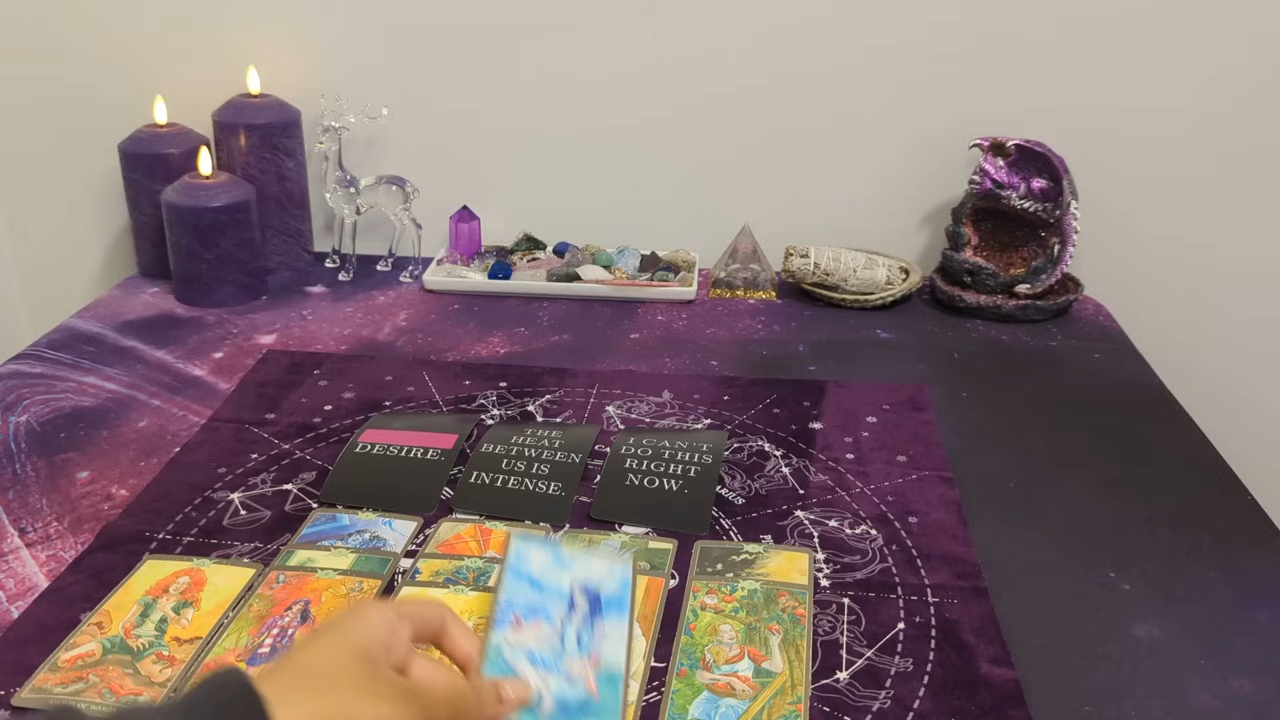 DESIRE.
THE
HEAT
BETWEEN
US IS
INTENSE.
I CAN'T
DO THIS
RIGHT
NOW.